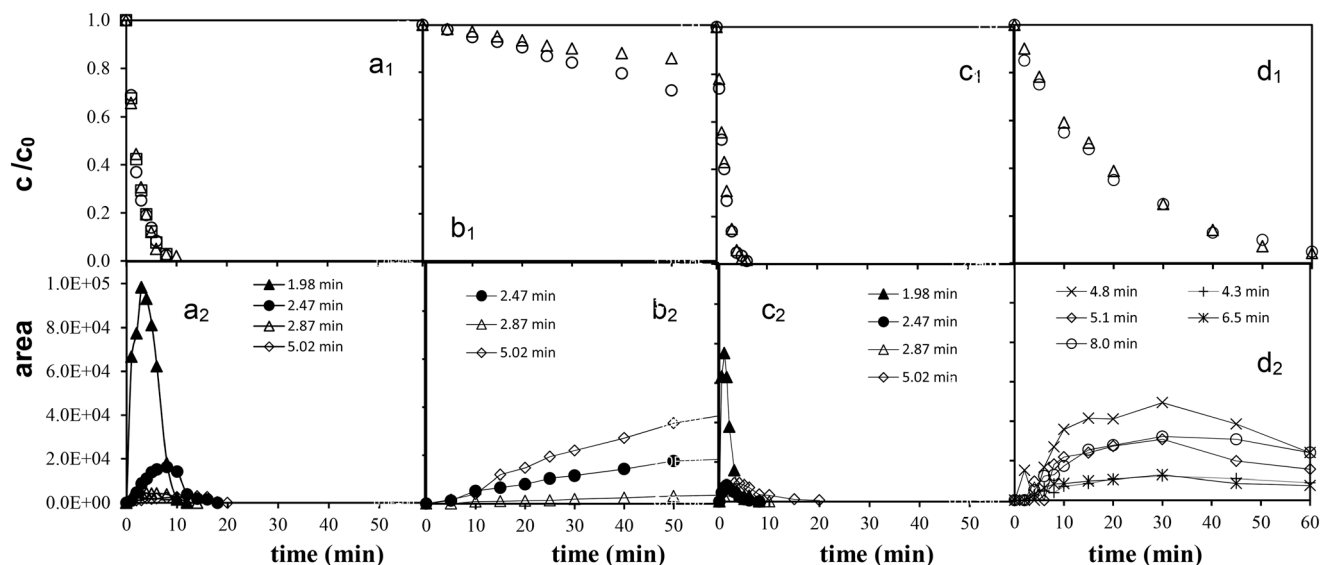 c/c0
1.0
0.8
0.6
0.4
0.2
0.0
a1
b1
c1
d1
area
1.0E+05
8.0E+04
6.0E+04
4.0E+04
2.0E+04
0.0E+00
a2
1.98 min
2.47 min
2.87 min
5.02 min
b2
2.47 min
2.87 min
5.02 min
c2
1.98 min
2.47 min
2.87 min
5.02 min
d2
4.8 min 4.3 min
5.1 min 6.5 min
8.0 min
0 10 20 30 40 50
0 10 20 30 40 50
0 10 20 30 40 50
0 10 20 30 40 50 60
time (min)
time (min)
time (min)
time (min)